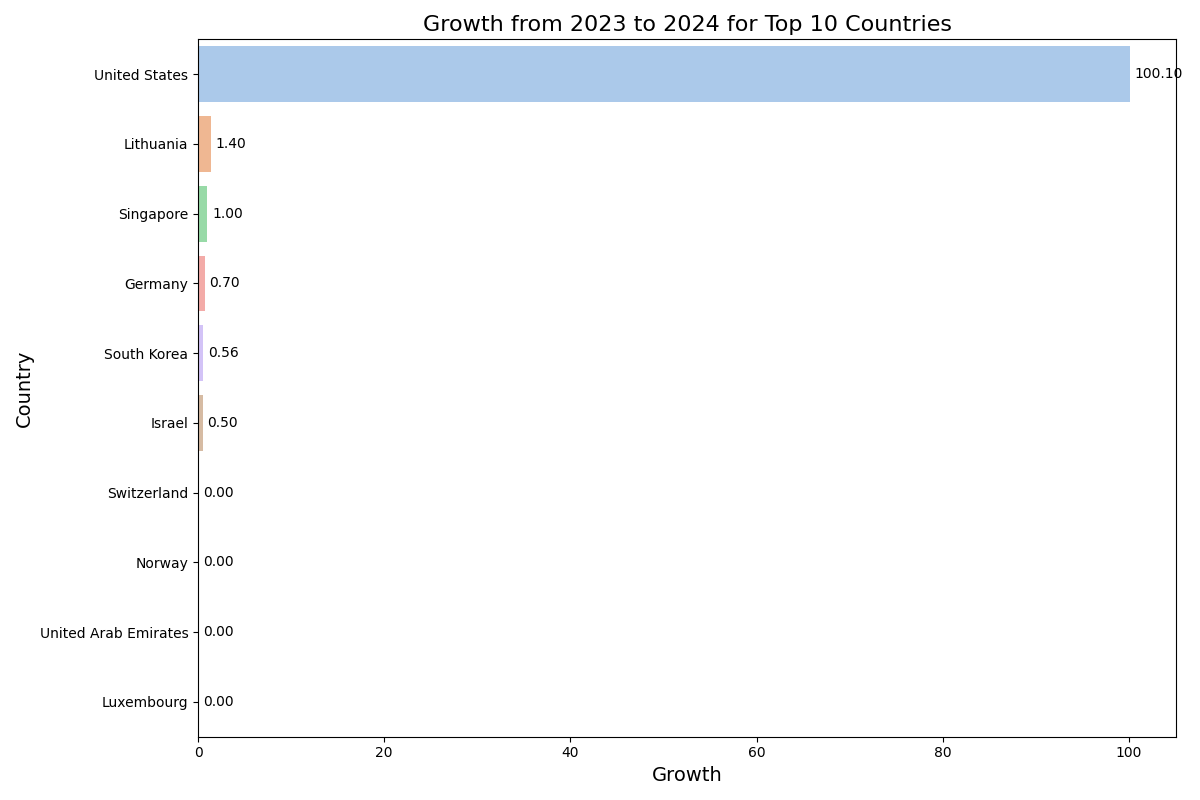 Growth from 2023 to 2024 for Top 10 Countries
United States 100.10
Lithuania 1.40
Singapore 1.00
Germany 0.70
South Korea 0.56
Israel 0.50
Switzerland 0.00
Norway 0.00
United Arab Emirates 0.00
Luxembourg 0.00
0 20 40 60 80 100
Growth
Country